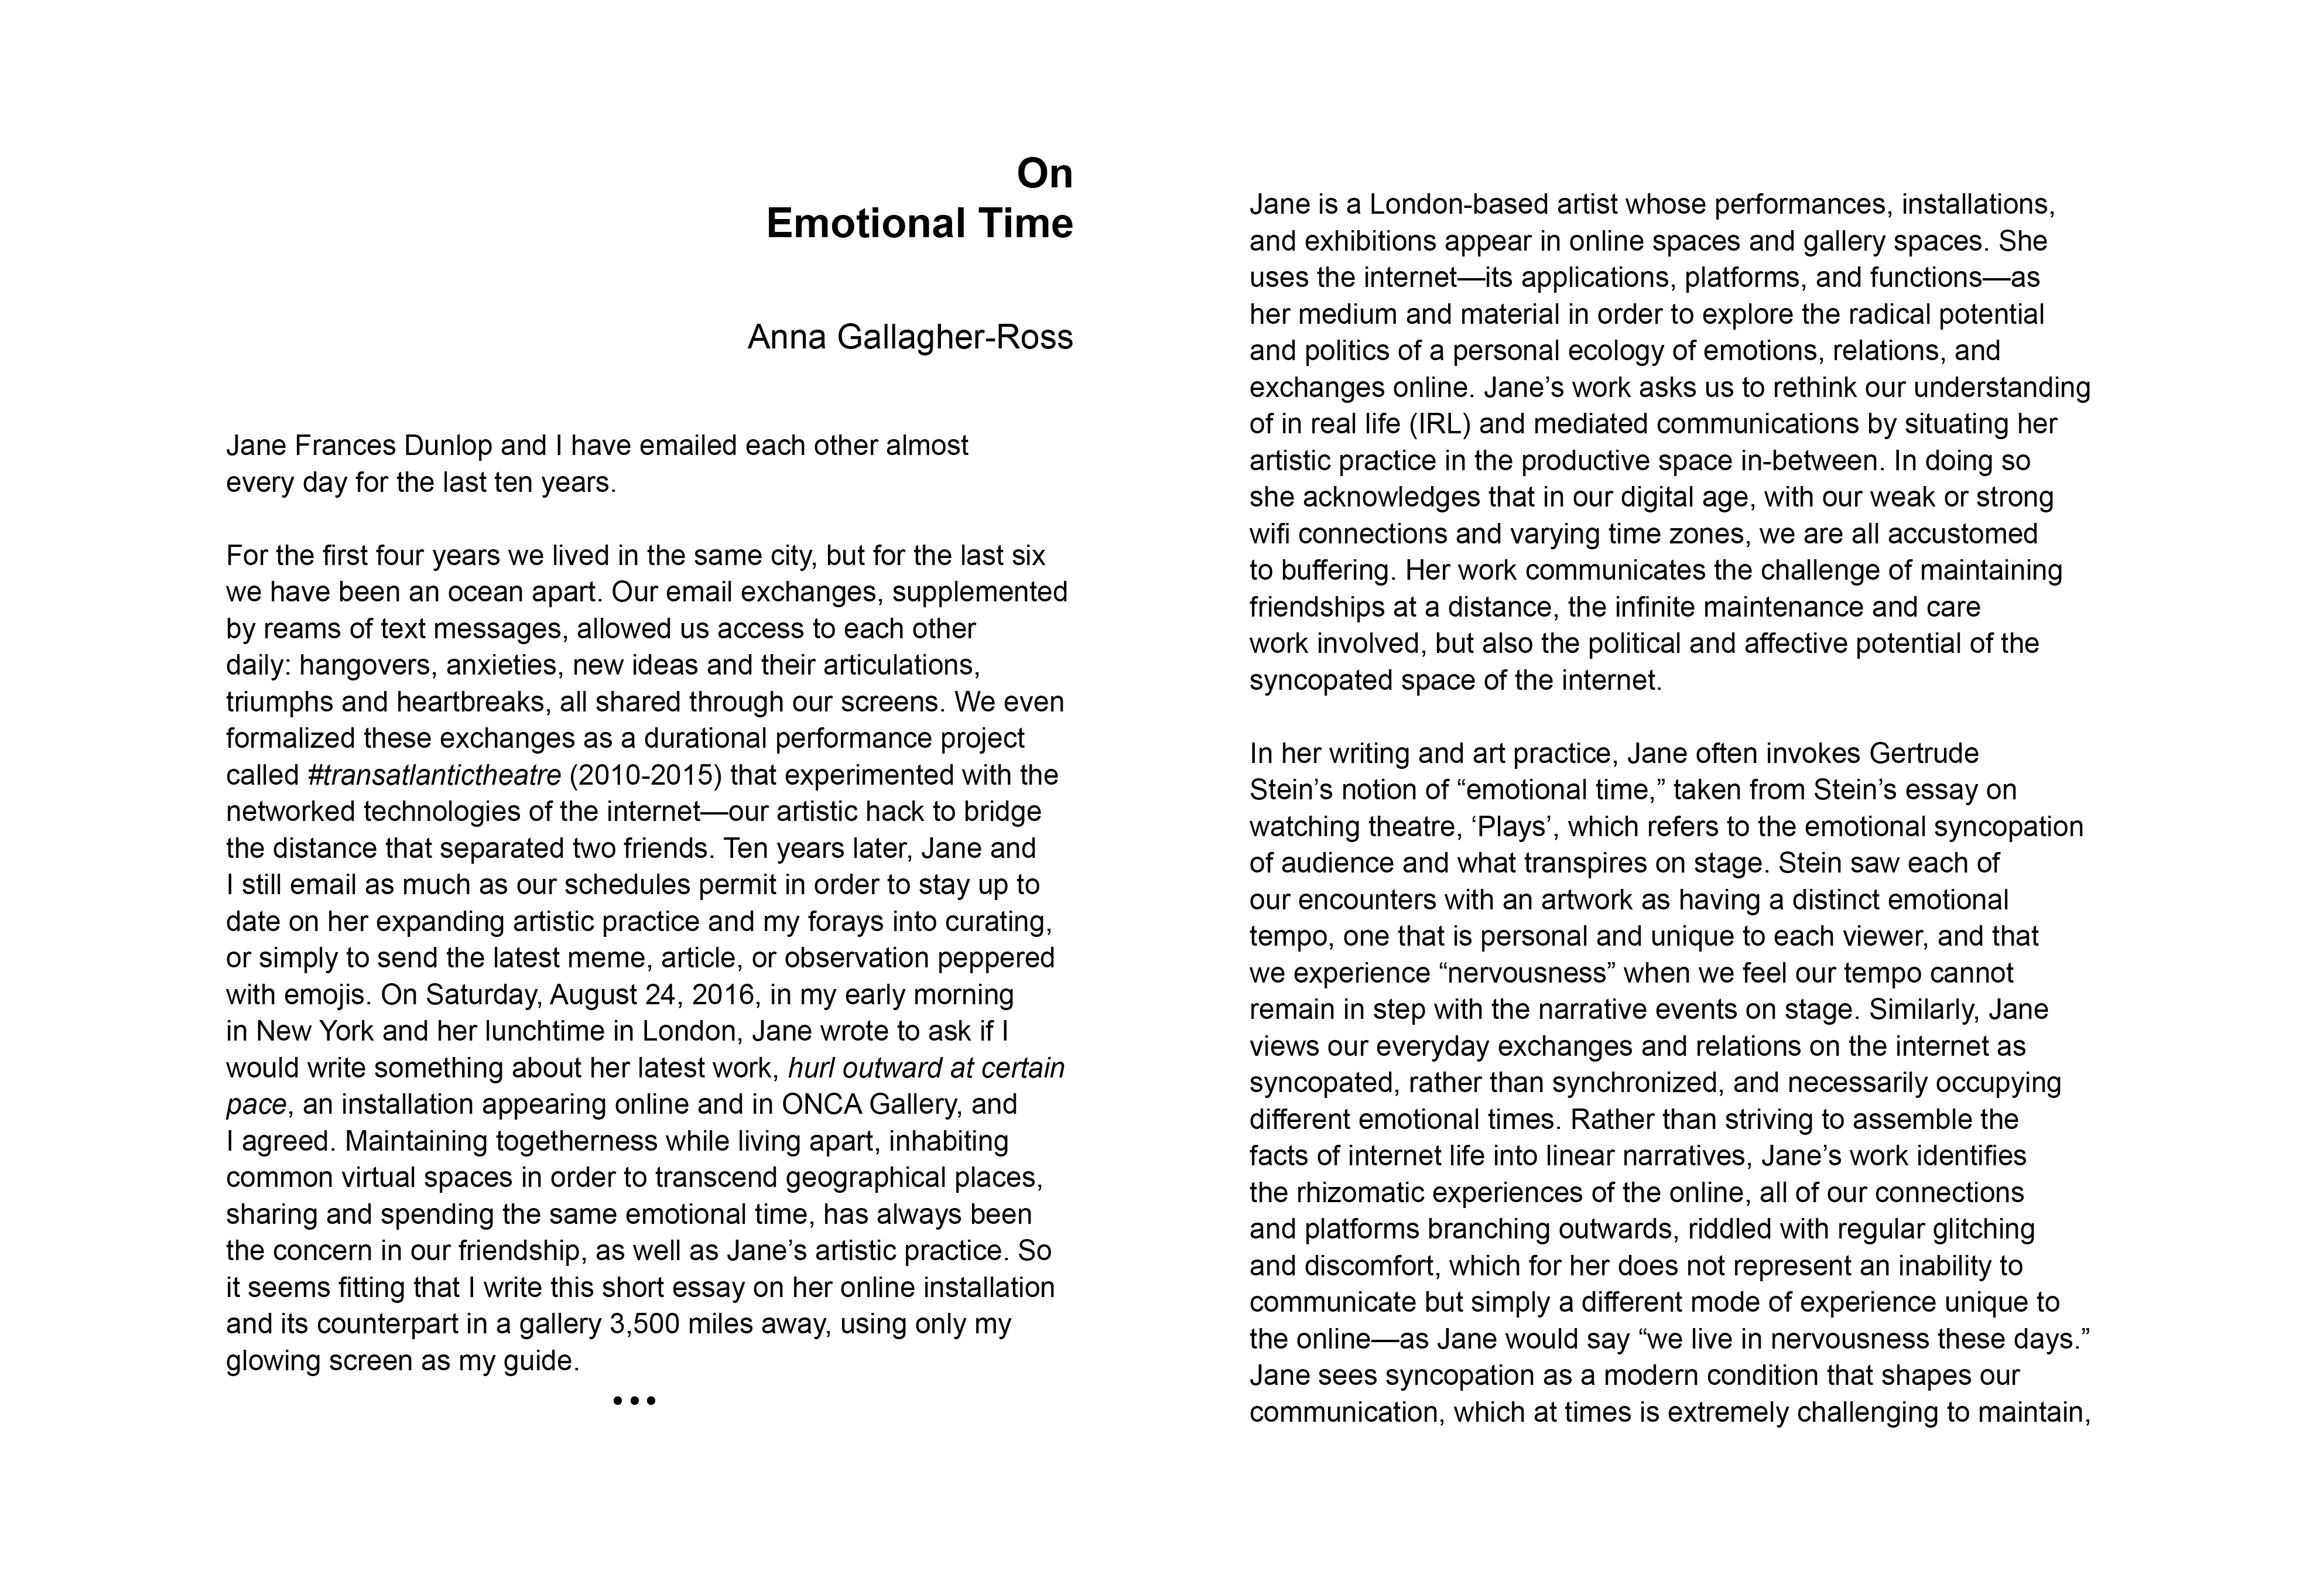 On
Emotional Time
Anna Gallagher-Ross
Jane Frances Dunlop and I have emailed each other almost
every day for the last ten years.
For the first four years we lived in the same city, but for the last six
we have been an ocean apart. Our email exchanges, supplemented
by reams of text messages, allowed us access to each other
daily: hangovers, anxieties, new ideas and their articulations,
triumphs and heartbreaks, all shared through our screens. We even
formalized these exchanges as a durational performance project
called #transatlantictheatre (2010-2015) that experimented with the
networked technologies of the internet—our artistic hack to bridge
the distance that separated two friends. Ten years later, Jane and
I still email as much as our schedules permit in order to stay up to
date on her expanding artistic practice and my forays into curating,
or simply to send the latest meme, article, or observation peppered
with emojis. On Saturday, August 24, 2016, in my early morning
in New York and her lunchtime in London, Jane wrote to ask if I
would write something about her latest work, hurl outward at certain
pace, an installation appearing online and in ONCA Gallery, and
I agreed. Maintaining togetherness while living apart, inhabiting
common virtual spaces in order to transcend geographical places,
sharing and spending the same emotional time, has always been
the concern in our friendship, as well as Jane’s artistic practice. So
it seems fitting that I write this short essay on her online installation
and its counterpart in a gallery 3,500 miles away, using only my
glowing screen as my guide.
•••
Jane is a London-based artist whose performances, installations,
and exhibitions appear in online spaces and gallery spaces. She
uses the internet—its applications, platforms, and functions—as
her medium and material in order to explore the radical potential
and politics of a personal ecology of emotions, relations, and
exchanges online. Jane’s work asks us to rethink our understanding
of in real life (IRL) and mediated communications by situating her
artistic practice in the productive space in-between. In doing so
she acknowledges that in our digital age, with our weak or strong
wifi connections and varying time zones, we are all accustomed
to buffering. Her work communicates the challenge of maintaining
friendships at a distance, the infinite maintenance and care
work involved, but also the political and affective potential of the
syncopated space of the internet.
In her writing and art practice, Jane often invokes Gertrude
Stein’s notion of “emotional time,” taken from Stein’s essay on
watching theatre, ‘Plays’, which refers to the emotional syncopation
of audience and what transpires on stage. Stein saw each of
our encounters with an artwork as having a distinct emotional
tempo, one that is personal and unique to each viewer, and that
we experience “nervousness” when we feel our tempo cannot
remain in step with the narrative events on stage. Similarly, Jane
views our everyday exchanges and relations on the internet as
syncopated, rather than synchronized, and necessarily occupying
different emotional times. Rather than striving to assemble the
facts of internet life into linear narratives, Jane’s work identifies
the rhizomatic experiences of the online, all of our connections
and platforms branching outwards, riddled with regular glitching
and discomfort, which for her does not represent an inability to
communicate but simply a different mode of experience unique to
the online—as Jane would say “we live in nervousness these days.”
Jane sees syncopation as a modern condition that shapes our
communication, which at times is extremely challenging to maintain,